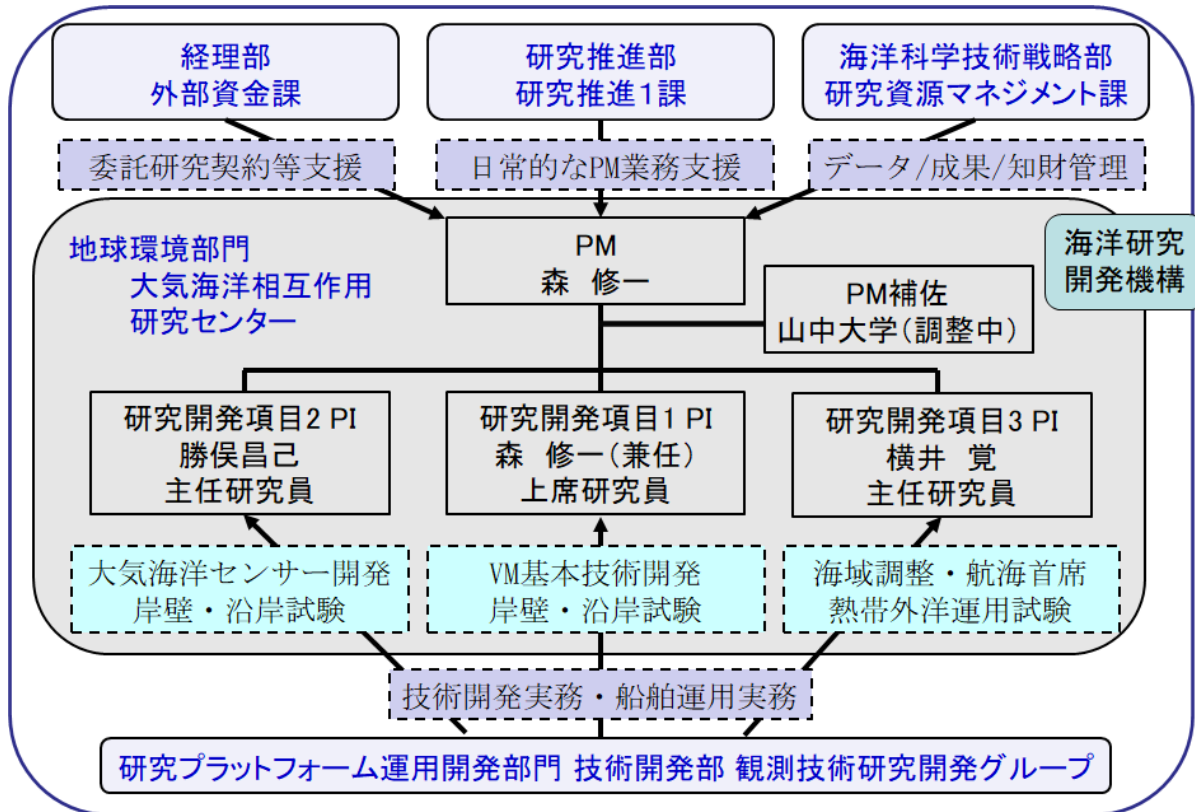 経理部
外部資金課
研究推進部
研究推進1課
海洋科学技術戦略部
研究資源マネジメント課
委託研究契約等支援
日常的なPM業務支援
データ/成果/知財管理
地球環境部門
大気海洋相互作用
研究センター
PM
森 修一
海洋研究
開発機構
PM補佐
山中大学(調整中)
研究開発項目2 PI
勝俣昌己
主任研究員
研究開発項目1 PI
森 修一(兼任)
上席研究員
研究開発項目3 PI
横井 覚
主任研究員
大気海洋センサー開発
岸壁・沿岸試験
VM基本技術開発
岸壁・沿岸試験
海域調整・航海首席
熱帯外洋運用試験
技術開発実務・船舶運用実務
研究プラットフォーム運用開発部門 技術開発部 観測技術研究開発グループ